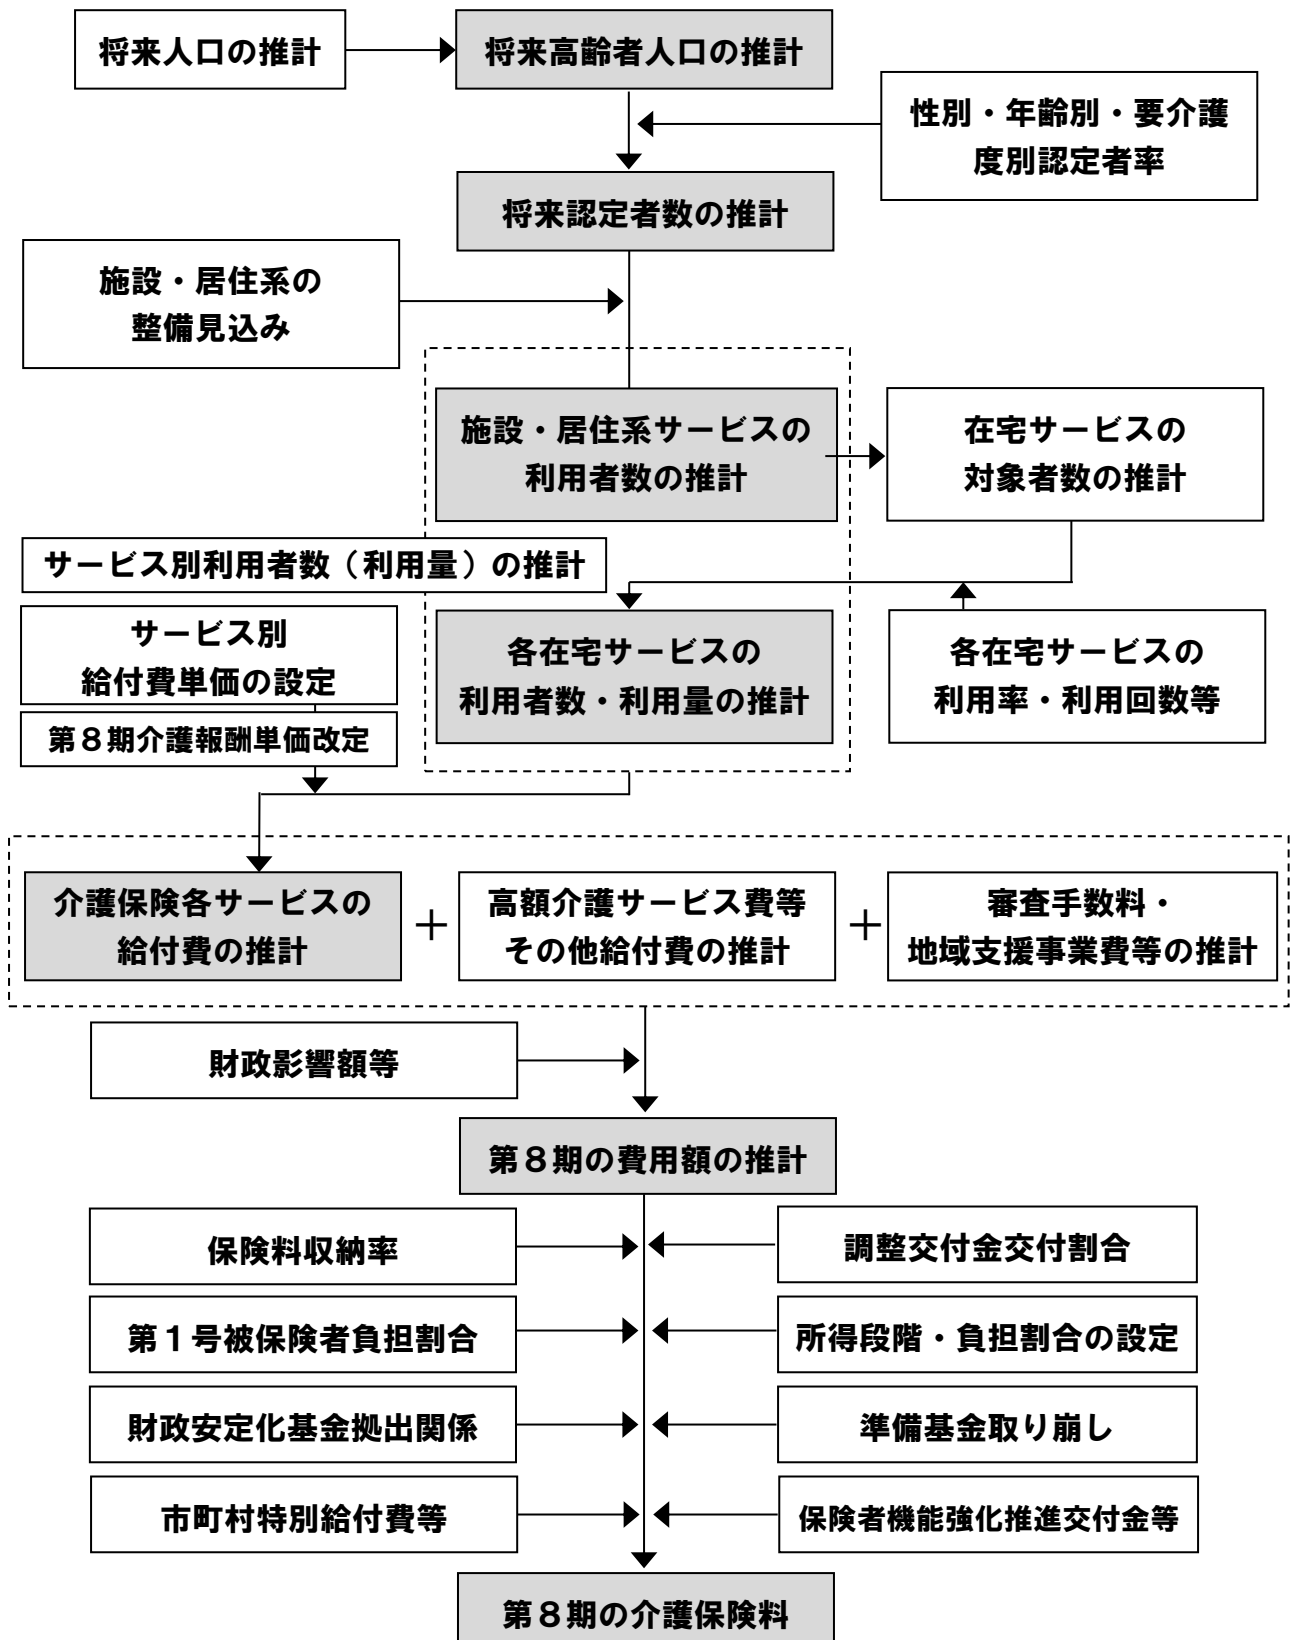 将来人口の推計
将来高齢者人口の推計
性別・年齢別・要介護
度別認定者率
将来認定者数の推計
施設・居住系の
整備見込み
施設・居住系サービスの
利用者数の推計
在宅サービスの
対象者数の推計
サービス別利用者数（利用量）の推計
サービス別
給付費単価の設定
第８期介護報酬単価改定
各在宅サービスの
利用者数・利用量の推計
各在宅サービスの
利用率・利用回数等
介護保険各サービスの
給付費の推計
＋
高額介護サービス費等
その他給付費の推計
＋
審査手数料・
地域支援事業費等の推計
財政影響額等
第８期の費用額の推計
保険料収納率
調整交付金交付割合
第１号被保険者負担割合
所得段階・負担割合の設定
財政安定化基金拠出関係
準備基金取り崩し
市町村特別給付費等
保険者機能強化推進交付金等
第８期の介護保険料